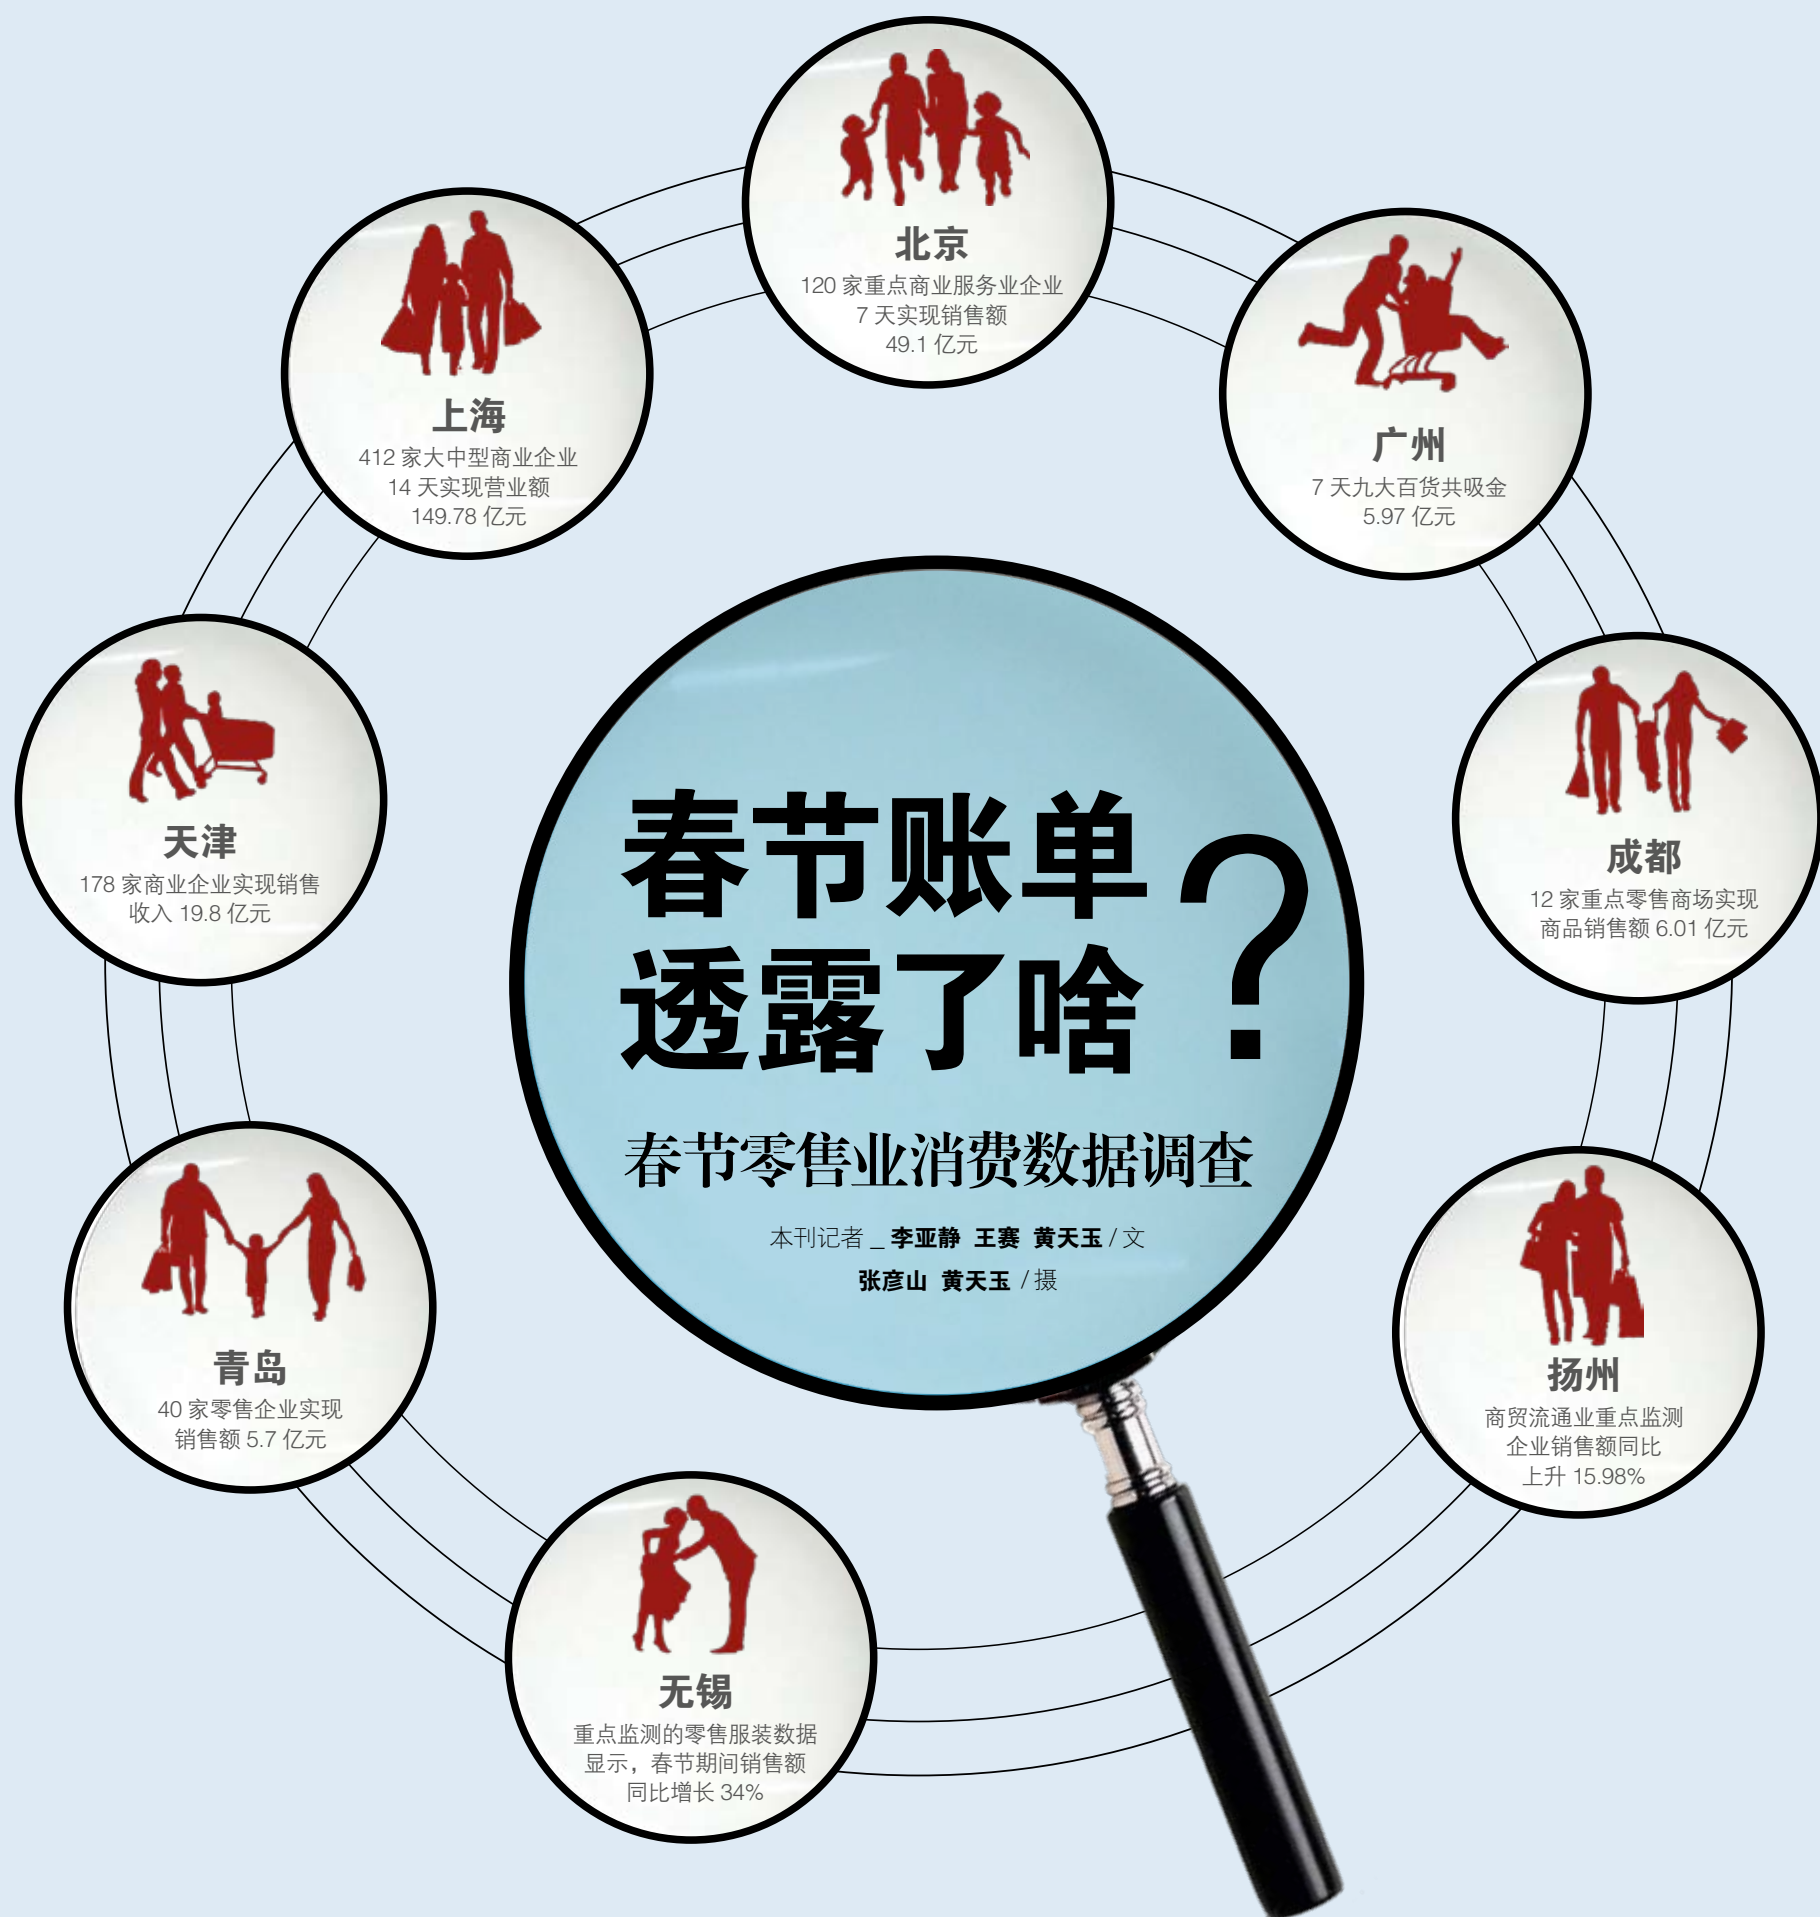 北京
120 家重点商业服务业企业
7 天实现销售额
49.1 亿元
上海
412 家大中型商业企业
14 天实现营业额
149.78 亿元
广州
7 天九大百货共吸金
5.97 亿元
天津
178 家商业企业实现销售
收入 19.8 亿元
成都
12 家重点零售商场实现
商品销售额 6.01 亿元
春节账单
透露了啥？
春节零售业消费数据调查
本刊记者 _ 李亚静 王赛 黄天玉 / 文
张彦山 黄天玉 / 摄
青岛
40 家零售企业实现
销售额 5.7 亿元
扬州
商贸流通业重点监测
企业销售额同比
上升 15.98%
无锡
重点监测的零售服装数据
显示，春节期间销售额
同比增长 34%